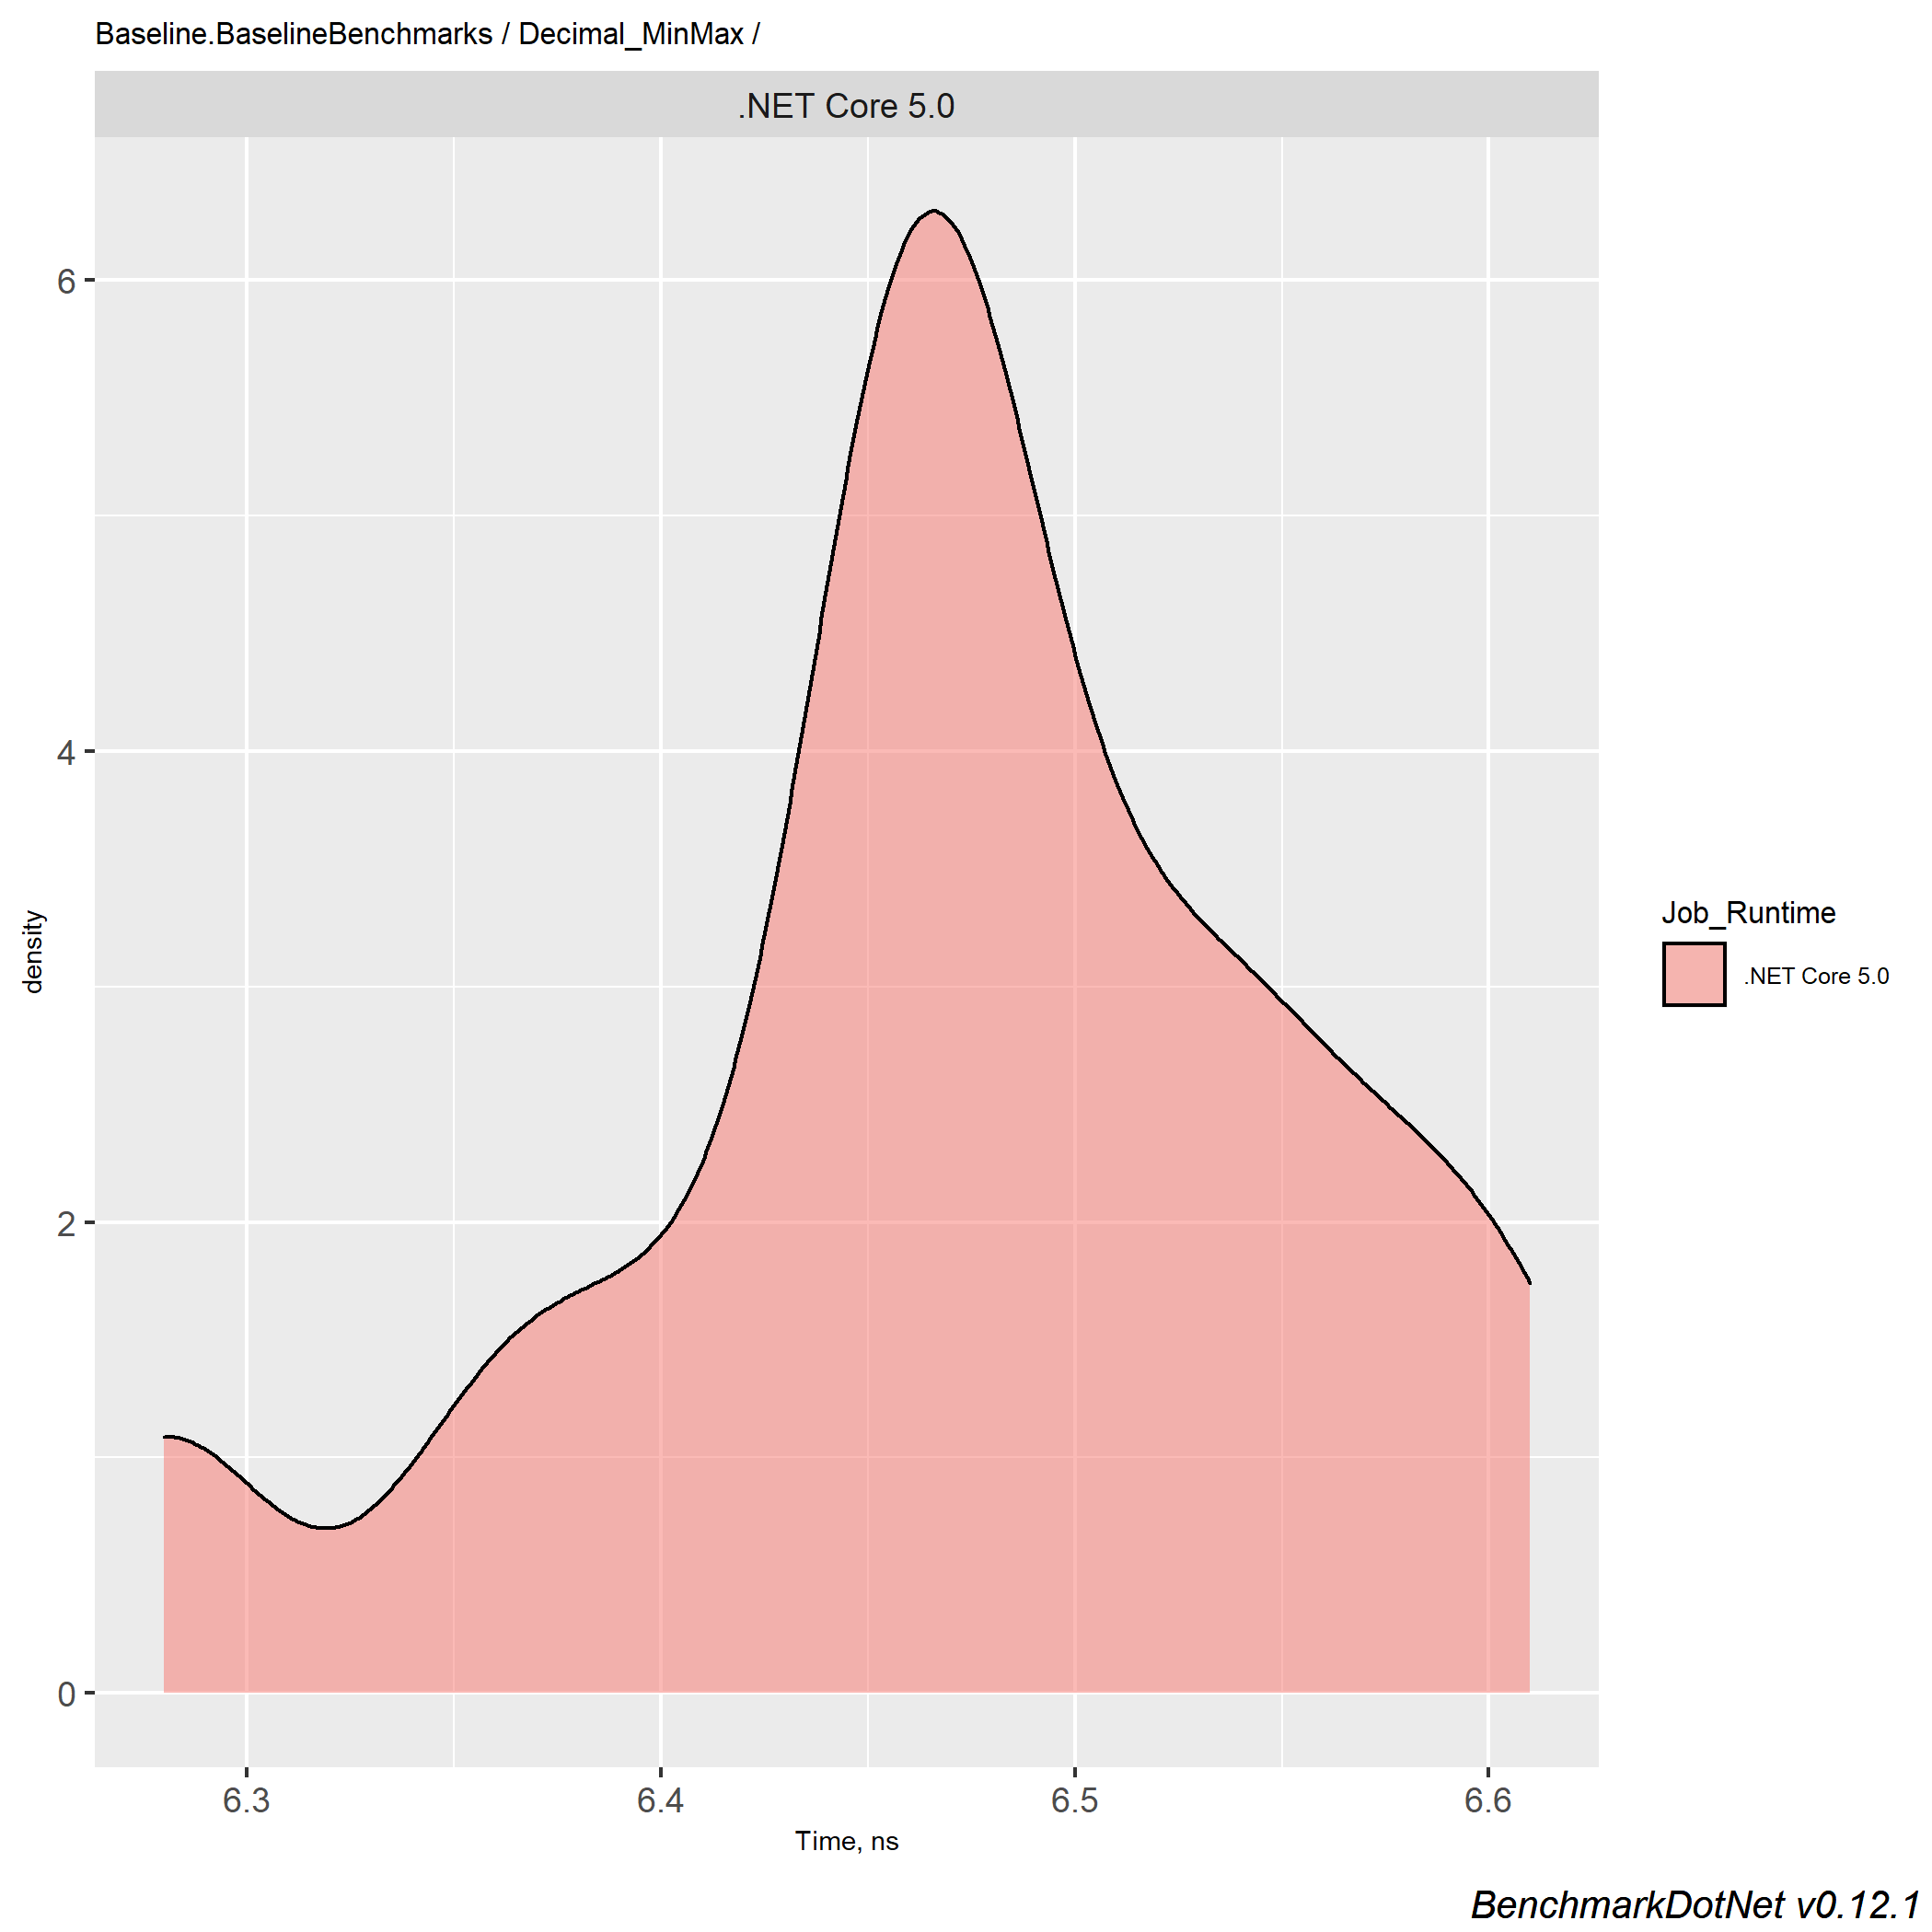 Baseline.BaselineBenchmarks / Decimal_MinMax /
.NET Core 5.0
6
4
2
0
density
6.3 6.4 6.5 6.6
Time, ns
Job_Runtime
.NET Core 5.0
BenchmarkDotNet v0.12.1